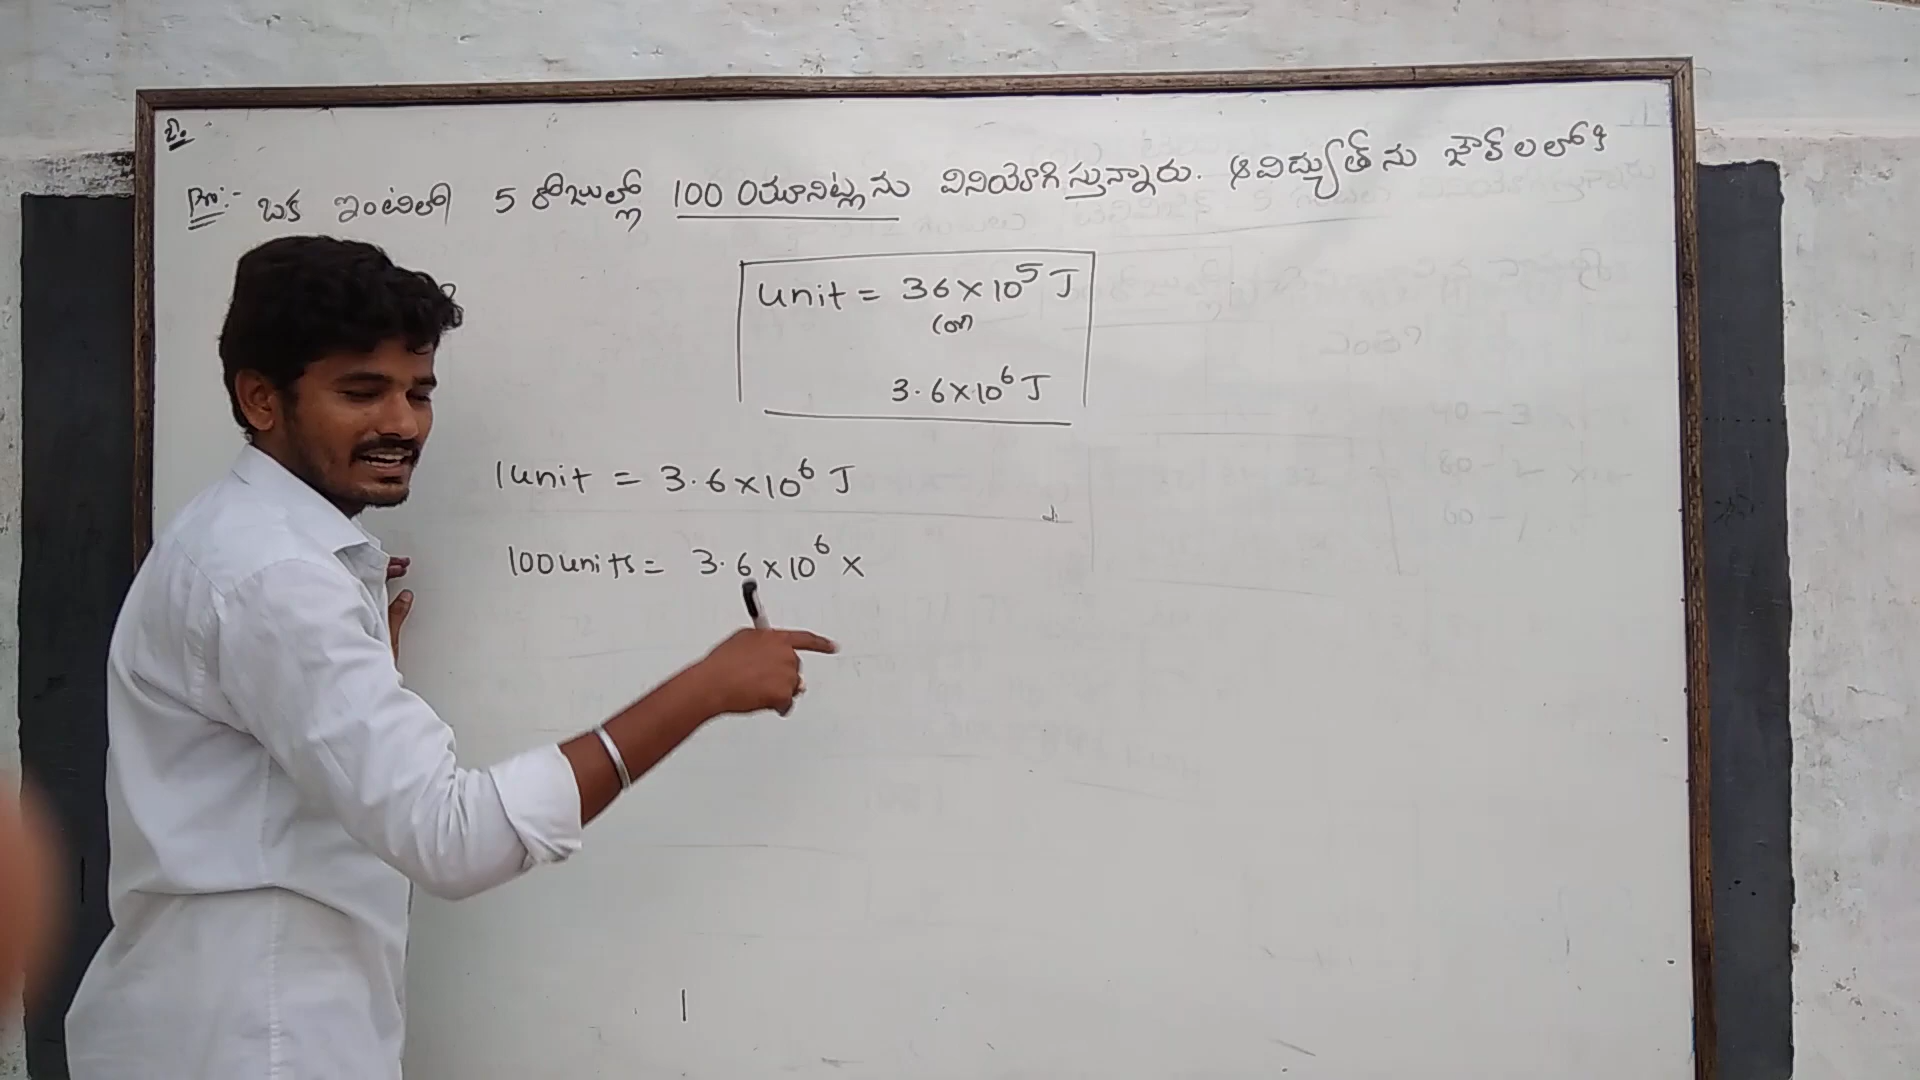 2.
Pro:- ఒక ఇంటిలో 5 రోజుల్లో 100 యూనిట్లను వినియోగిస్తున్నారు. ఆ విద్యుత్ ను జౌల్ లలోకి
unit = 36×10⁵ J
(or)
3.6×10⁶ J
1unit = 3.6×10⁶ J
100units = 3.6×10⁶ ×